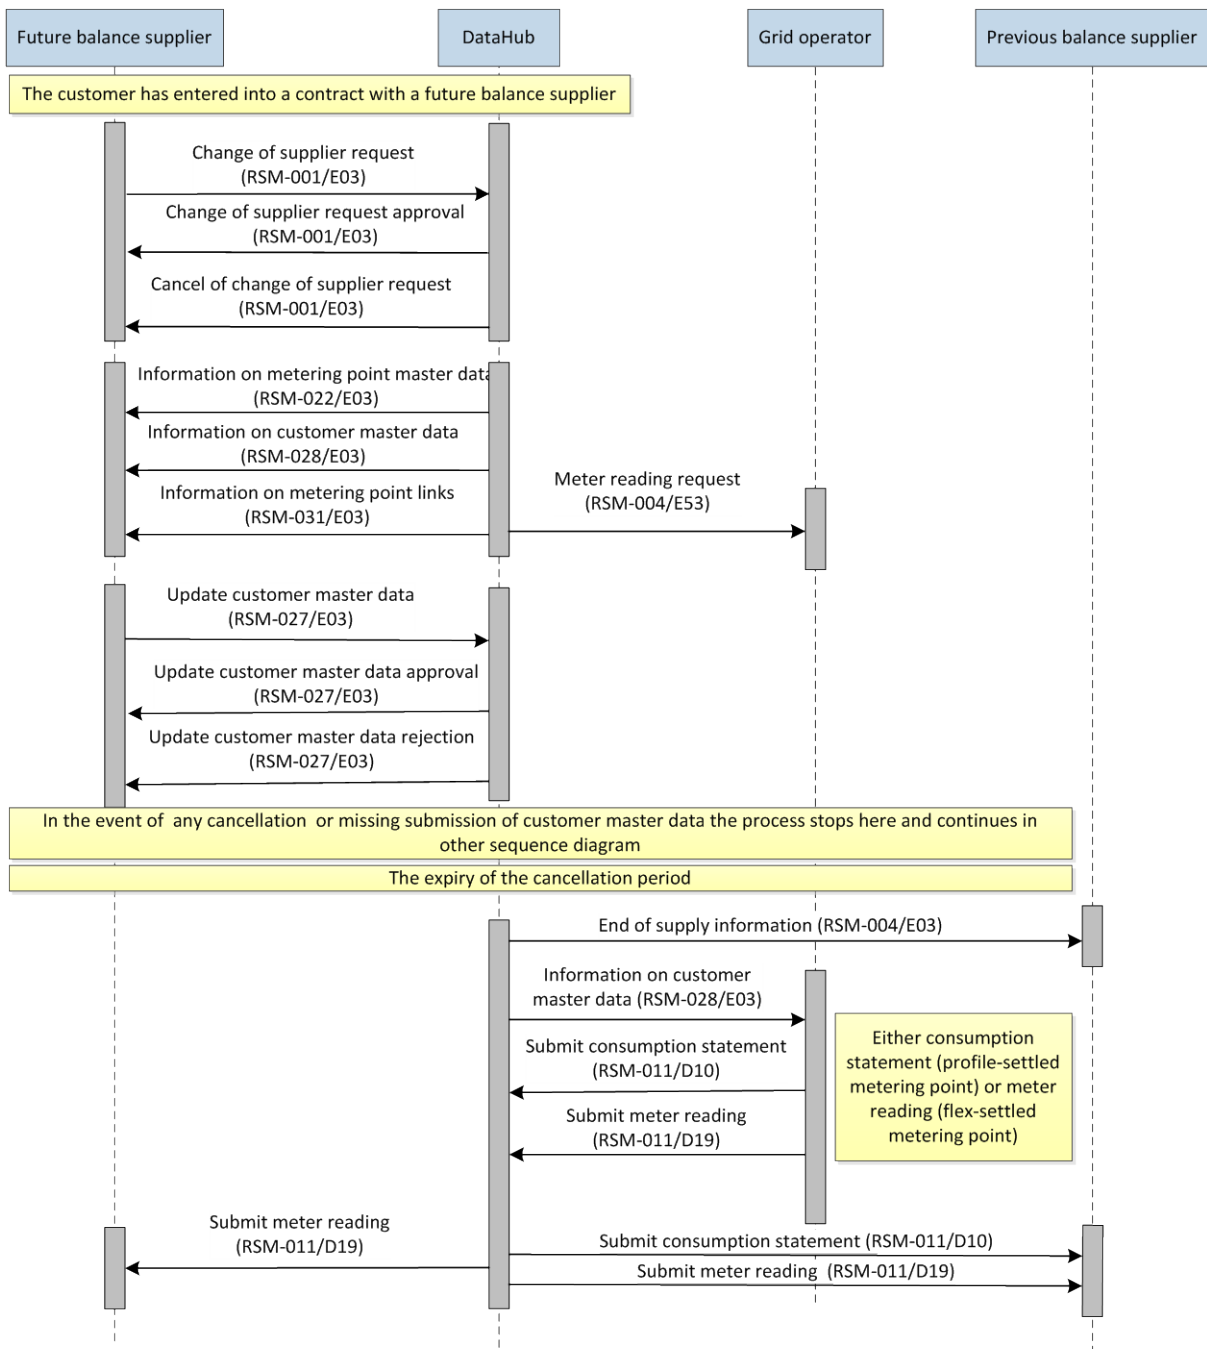 Future balance supplier
DataHub
Grid operator
Previous balance supplier
The customer has entered into a contract with a future balance supplier
Change of supplier request
(RSM-001/E03)
Change of supplier request approval
(RSM-001/E03)
Cancel of change of supplier request
(RSM-001/E03)
Information on metering point master data
(RSM-022/E03)
Information on customer master data
(RSM-028/E03)
Information on metering point links
(RSM-031/E03)
Meter reading request
(RSM-004/E53)
Update customer master data
(RSM-027/E03)
Update customer master data approval
(RSM-027/E03)
Update customer master data rejection
(RSM-027/E03)
In the event of any cancellation or missing submission of customer master data the process stops here and continues in
other sequence diagram
The expiry of the cancellation period
End of supply information (RSM-004/E03)
Information on customer
master data (RSM-028/E03)
Submit consumption statement
(RSM-011/D10)
Submit meter reading
(RSM-011/D19)
Either consumption
statement (profile-settled
metering point) or meter
reading (flex-settled
metering point)
Submit meter reading
(RSM-011/D19)
Submit consumption statement (RSM-011/D10)
Submit meter reading (RSM-011/D19)